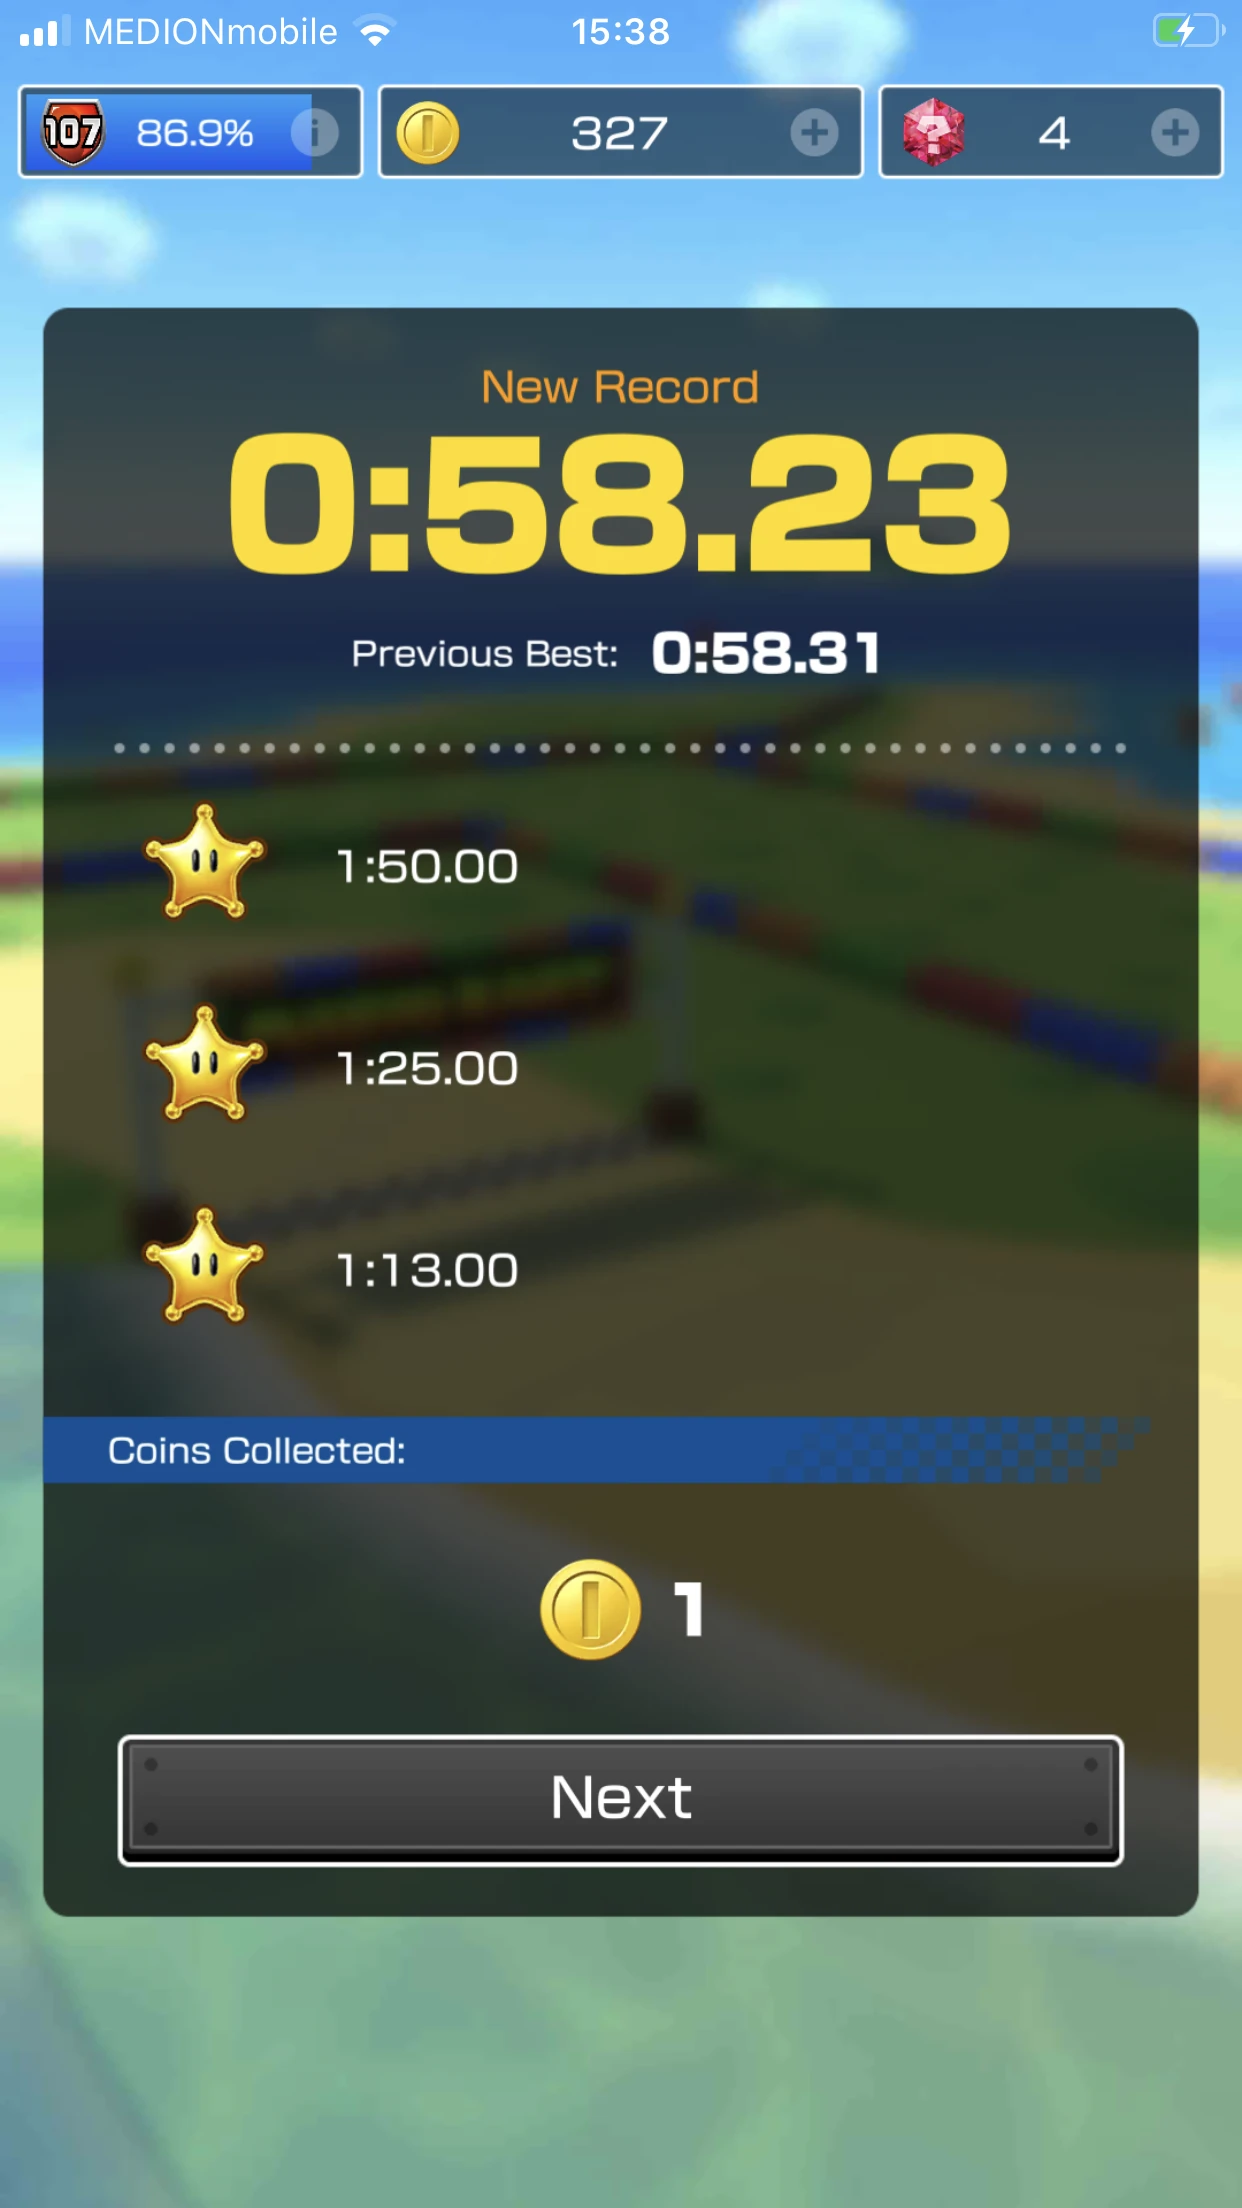 MEDIONmobile 15:38
107 86.9% 327 4
New Record
0:58.23
Previous Best: 0:58.31
1:50.00
1:25.00
1:13.00
Coins Collected:
1
Next